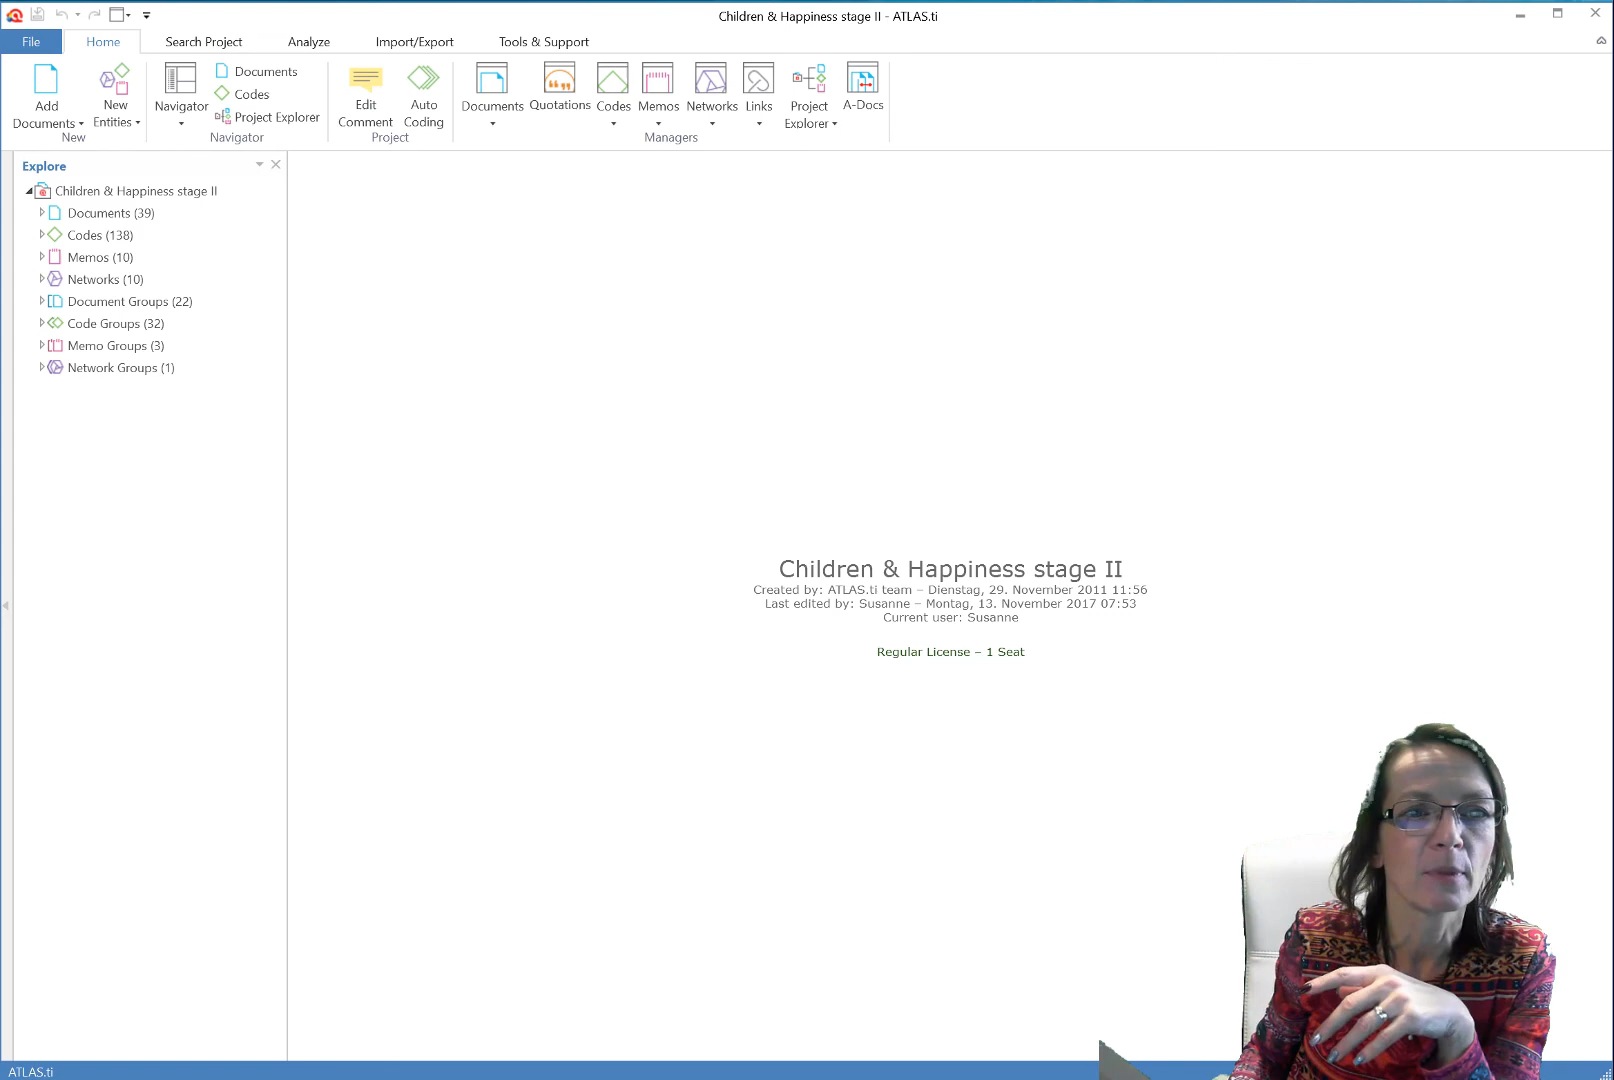 Children & Happiness stage II - ATLAS.ti
File Home Search Project Analyze Import/Export Tools & Support
Add Documents
New Entities
New
Navigator
Documents
Codes
Project Explorer
Navigator
Edit Comment
Auto Coding
Project
Documents
Quotations
Codes
Memos
Networks
Links
Project Explorer
A-Docs
Managers
Explore
Children & Happiness stage II
Documents (39)
Codes (138)
Memos (10)
Networks (10)
Document Groups (22)
Code Groups (32)
Memo Groups (3)
Network Groups (1)
Children & Happiness stage II
Created by: ATLAS.ti team – Dienstag, 29. November 2011 11:56
Last edited by: Susanne – Montag, 13. November 2017 07:53
Current user: Susanne
Regular License – 1 Seat
ATLAS.ti